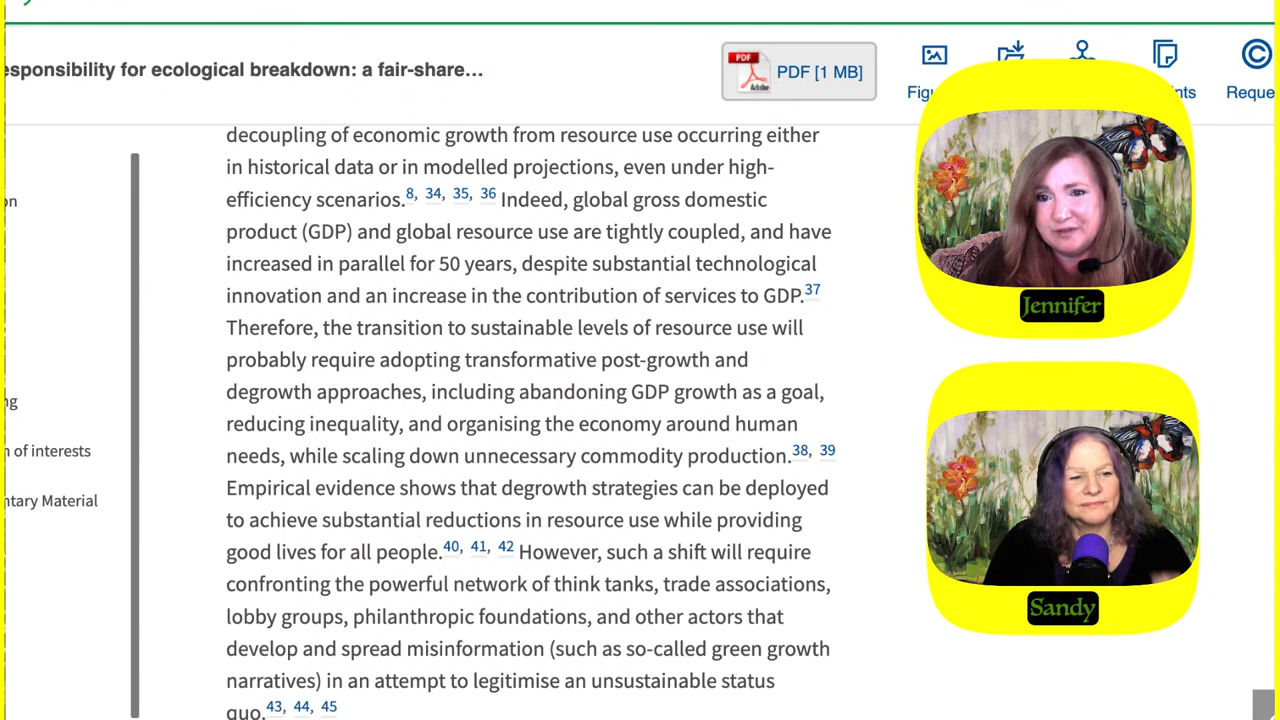 esponsibility for ecological breakdown: a fair-share…
PDF
Adobe
PDF [1 MB]
Figu
nts
Reque
decoupling of economic growth from resource use occurring either
in historical data or in modelled projections, even under high-
efficiency scenarios.8, 34, 35, 36 Indeed, global gross domestic
product (GDP) and global resource use are tightly coupled, and have
increased in parallel for 50 years, despite substantial technological
innovation and an increase in the contribution of services to GDP.37
Therefore, the transition to sustainable levels of resource use will
probably require adopting transformative post-growth and
degrowth approaches, including abandoning GDP growth as a goal,
reducing inequality, and organising the economy around human
needs, while scaling down unnecessary commodity production.38, 39
Empirical evidence shows that degrowth strategies can be deployed
to achieve substantial reductions in resource use while providing
good lives for all people.40, 41, 42 However, such a shift will require
confronting the powerful network of think tanks, trade associations,
lobby groups, philanthropic foundations, and other actors that
develop and spread misinformation (such as so-called green growth
narratives) in an attempt to legitimise an unsustainable status
quo.43, 44, 45
on
ng
n of interests
ntary Material
Jennifer
Sandy